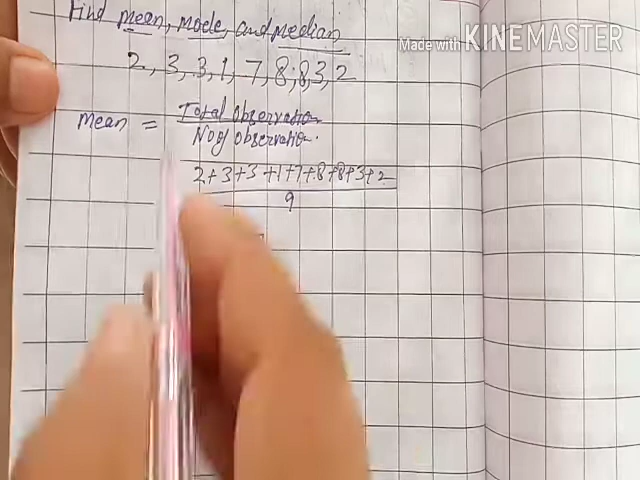 Find mean, mode, and median
Made with KINEMASTER
2, 3, 3, 1, 7, 8, 8, 3, 2
Mean = Total observation
No of observation.
2+3+3+1+7+8+8+3+2
9